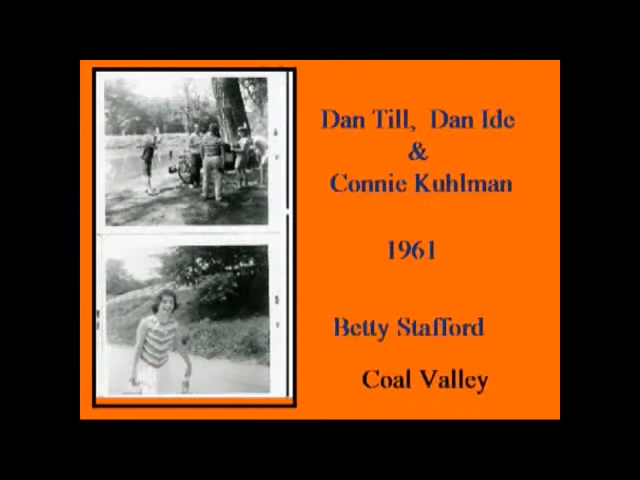 Dan Till, Dan Ide
&
Connie Kuhlman
1961
Betty Stafford
Coal Valley